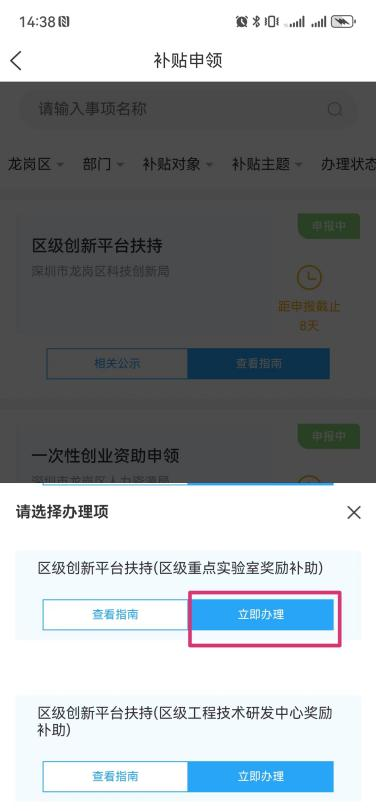 14:38
补贴申领
请输入事项名称
龙岗区 部门 补贴对象 补贴主题 办理状态
申报中
区级创新平台扶持
深圳市龙岗区科技创新局
距申报截止
8天
相关公示 查看指南
申报中
一次性创业资助申领
深圳市龙岗区人力资源局
请选择办理项
区级创新平台扶持(区级重点实验室奖励补助)
查看指南 立即办理
区级创新平台扶持(区级工程技术研发中心奖励
补助)
查看指南 立即办理